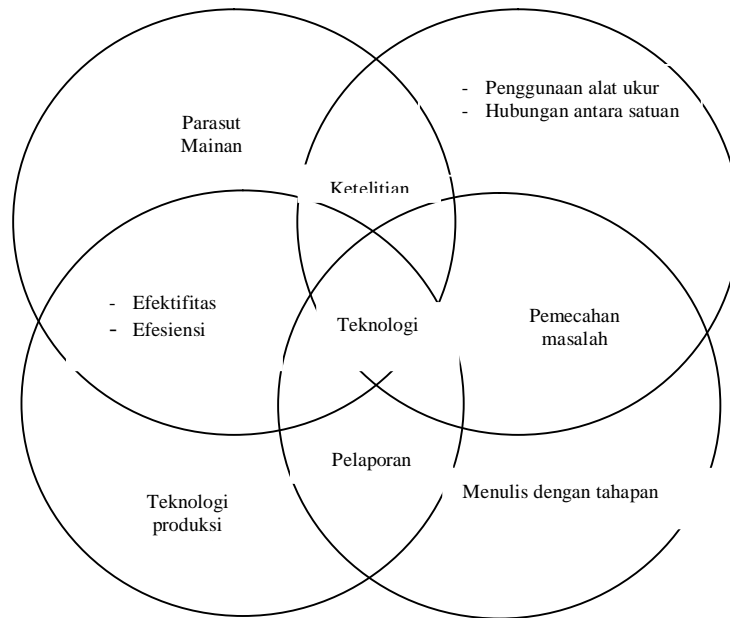 - Penggunaan alat ukur
- Hubungan antara satuan
Parasut
Mainan
Ketelitian
- Efektifitas
- Efesiensi
Teknologi
Pemecahan
masalah
Pelaporan
Teknologi
produksi
Menulis dengan tahapan